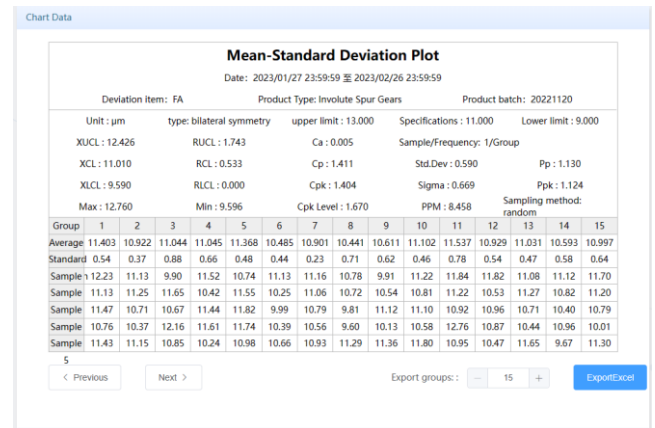 Chart Data
Mean-Standard Deviation Plot
Date: 2023/01/27 23:59:59 至 2023/02/26 23:59:59
Deviation Item: FA Product Type: Involute Spur Gears Product batch: 20221120
Unit : μm type: bilateral symmetry upper limit : 13.000 Specifications : 11.000 Lower limit : 9.000
XUCL : 12.426 RUCL : 1.743 Ca : 0.005 Sample/Frequency: 1/Group
XCL : 11.010 RCL : 0.533 Cp : 1.411 Std.Dev : 0.590 Pp : 1.130
XLCL : 9.590 RLCL : 0.000 Cpk : 1.404 Sigma : 0.669 Ppk : 1.124
Max : 12.760 Min : 9.596 Cpk Level : 1.670 PPM : 8.458 Sampling method: random
Group 1 2 3 4 5 6 7 8 9 10 11 12 13 14 15
Average 11.403 10.922 11.044 11.045 11.368 10.485 10.901 10.441 10.611 11.102 11.537 10.929 11.031 10.593 10.997
Standard 0.54 0.37 0.88 0.66 0.48 0.44 0.23 0.71 0.62 0.46 0.78 0.54 0.47 0.58 0.64
Sample 12.23 11.13 9.90 11.52 10.74 11.13 11.16 10.78 9.91 11.22 11.84 11.82 11.08 11.12 11.70
Sample 11.13 11.25 11.65 10.42 11.55 10.25 11.06 10.72 10.54 10.81 11.22 10.53 11.27 10.82 11.20
Sample 11.47 10.71 10.67 11.44 11.82 9.99 10.79 9.81 11.12 11.10 10.92 10.96 10.71 10.40 10.79
Sample 10.76 10.37 12.16 11.61 11.74 10.39 10.56 9.60 10.13 10.58 12.76 10.87 10.44 10.96 10.01
Sample 11.43 11.15 10.85 10.24 10.98 10.66 10.93 11.29 11.36 11.80 10.95 10.47 11.65 9.67 11.30
5
< Previous Next > Export groups: : − 15 + ExportExcel